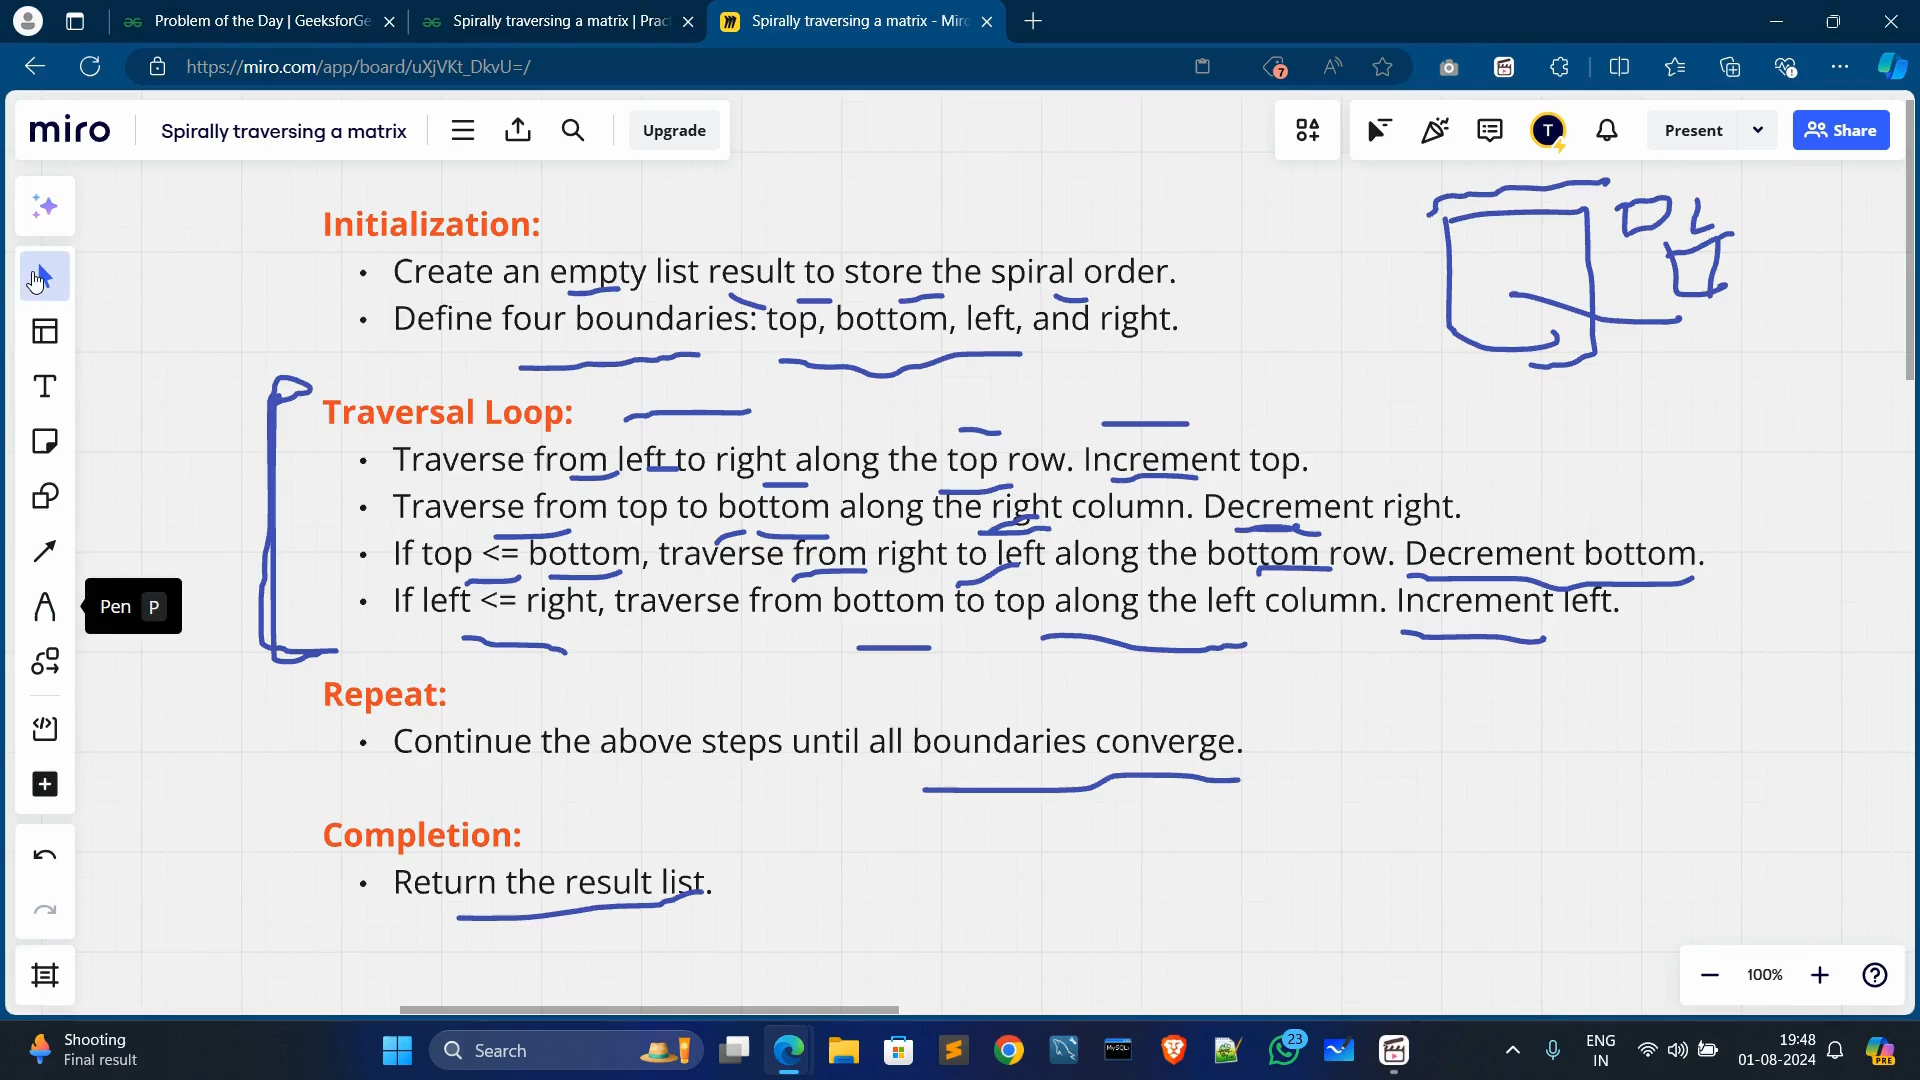 Problem of the Day | GeeksforGe
Spirally traversing a matrix | Prac
Spirally traversing a matrix - Mir
https://miro.com/app/board/uXjVKt_DkvU=/
7
miro
Spirally traversing a matrix
Upgrade
T
Present
Share
Initialization:
• Create an empty list result to store the spiral order.
• Define four boundaries: top, bottom, left, and right.
Traversal Loop:
• Traverse from left to right along the top row. Increment top.
• Traverse from top to bottom along the right column. Decrement right.
• If top <= bottom, traverse from right to left along the bottom row. Decrement bottom.
• If left <= right, traverse from bottom to top along the left column. Increment left.
Pen P
Repeat:
• Continue the above steps until all boundaries converge.
Completion:
• Return the result list.
100%
Shooting
Final result
Search
MySQL
23
ENG
IN
19:48
01-08-2024
PRE